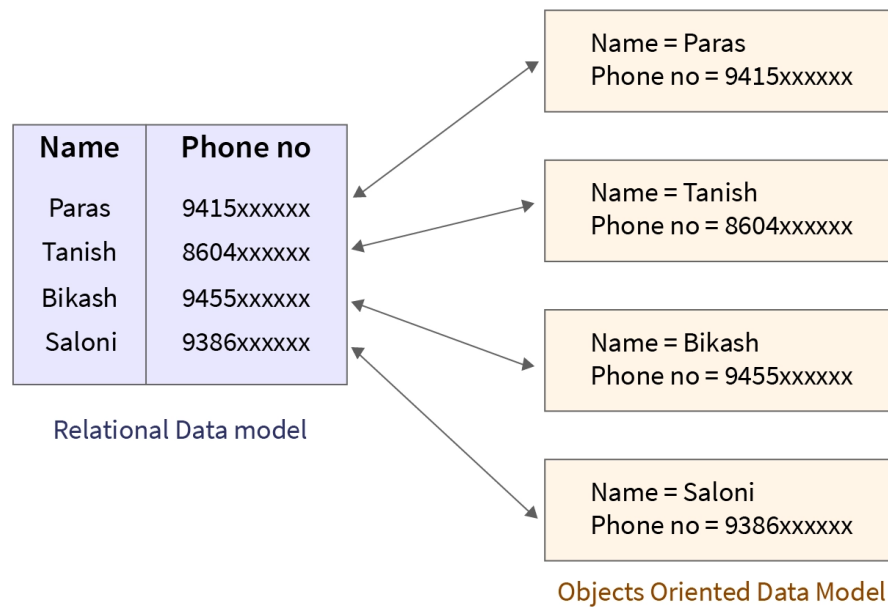 Name Phone no
Paras 9415xxxxxx
Tanish 8604xxxxxx
Bikash 9455xxxxxx
Saloni 9386xxxxxx
Relational Data model
Name = Paras
Phone no = 9415xxxxxx
Name = Tanish
Phone no = 8604xxxxxx
Name = Bikash
Phone no = 9455xxxxxx
Name = Saloni
Phone no = 9386xxxxxx
Objects Oriented Data Model